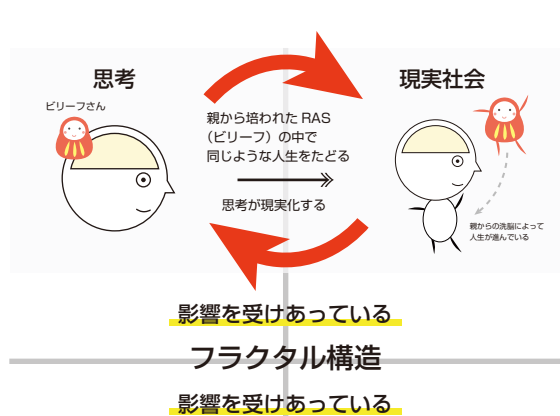 思考
現実社会
ビリーフさん
親から培われた RAS
（ビリーフ）の中で
同じような人生をたどる
思考が現実化する
親からの洗脳によって
人生が進んでいる
影響を受けあっている
フラクタル構造
影響を受けあっている